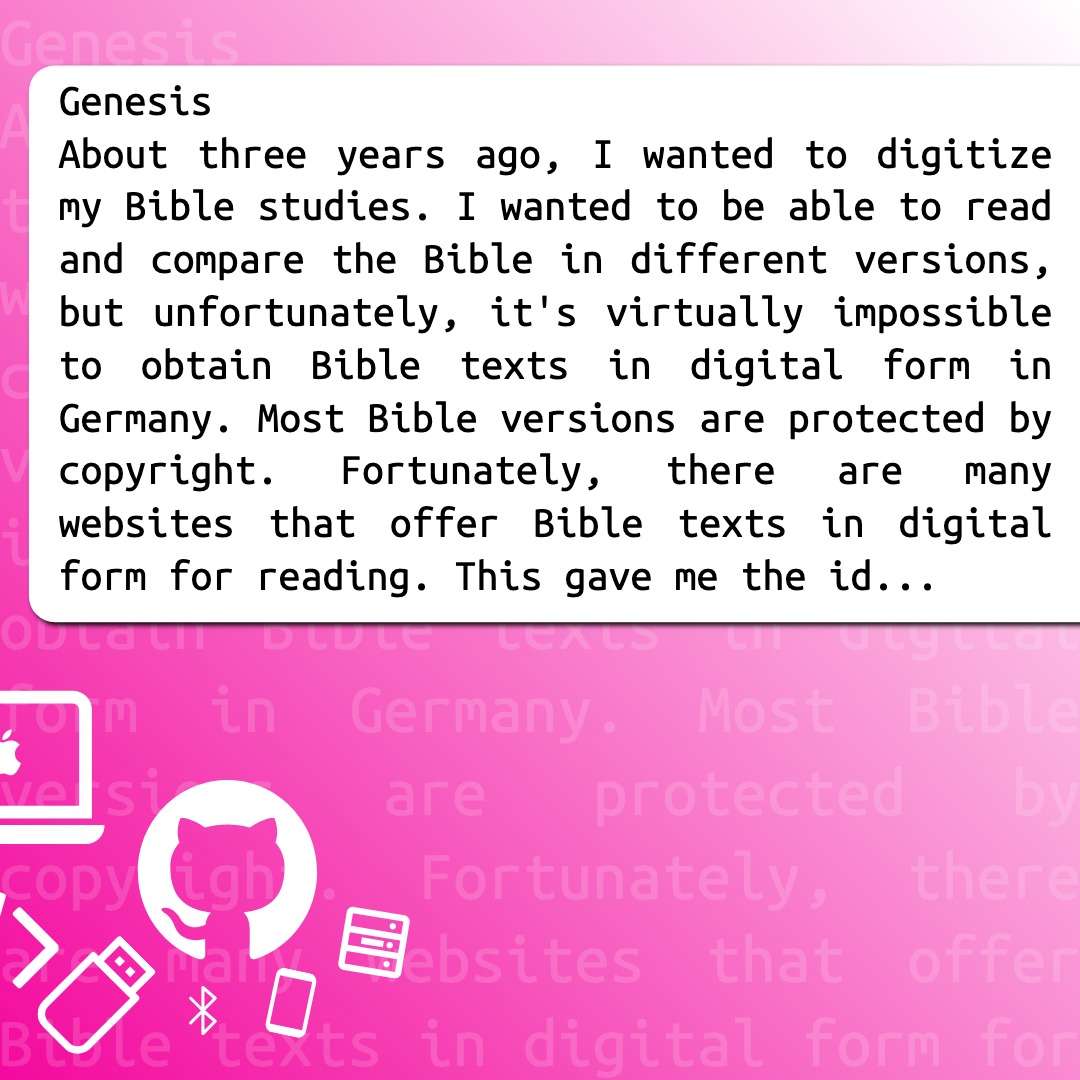 Genesis
Genesis
About three years ago, I wanted to digitize
my Bible studies. I wanted to be able to read
and compare the Bible in different versions,
but unfortunately, it's virtually impossible
to obtain Bible texts in digital form in
Germany. Most Bible versions are protected by
copyright. Fortunately, there are many
websites that offer Bible texts in digital
form for reading. This gave me the id...
obtain Bible texts in digital
form in Germany. Most Bible
versions are protected by
copyright. Fortunately, there
are many websites that offer
Bible texts in digital form for